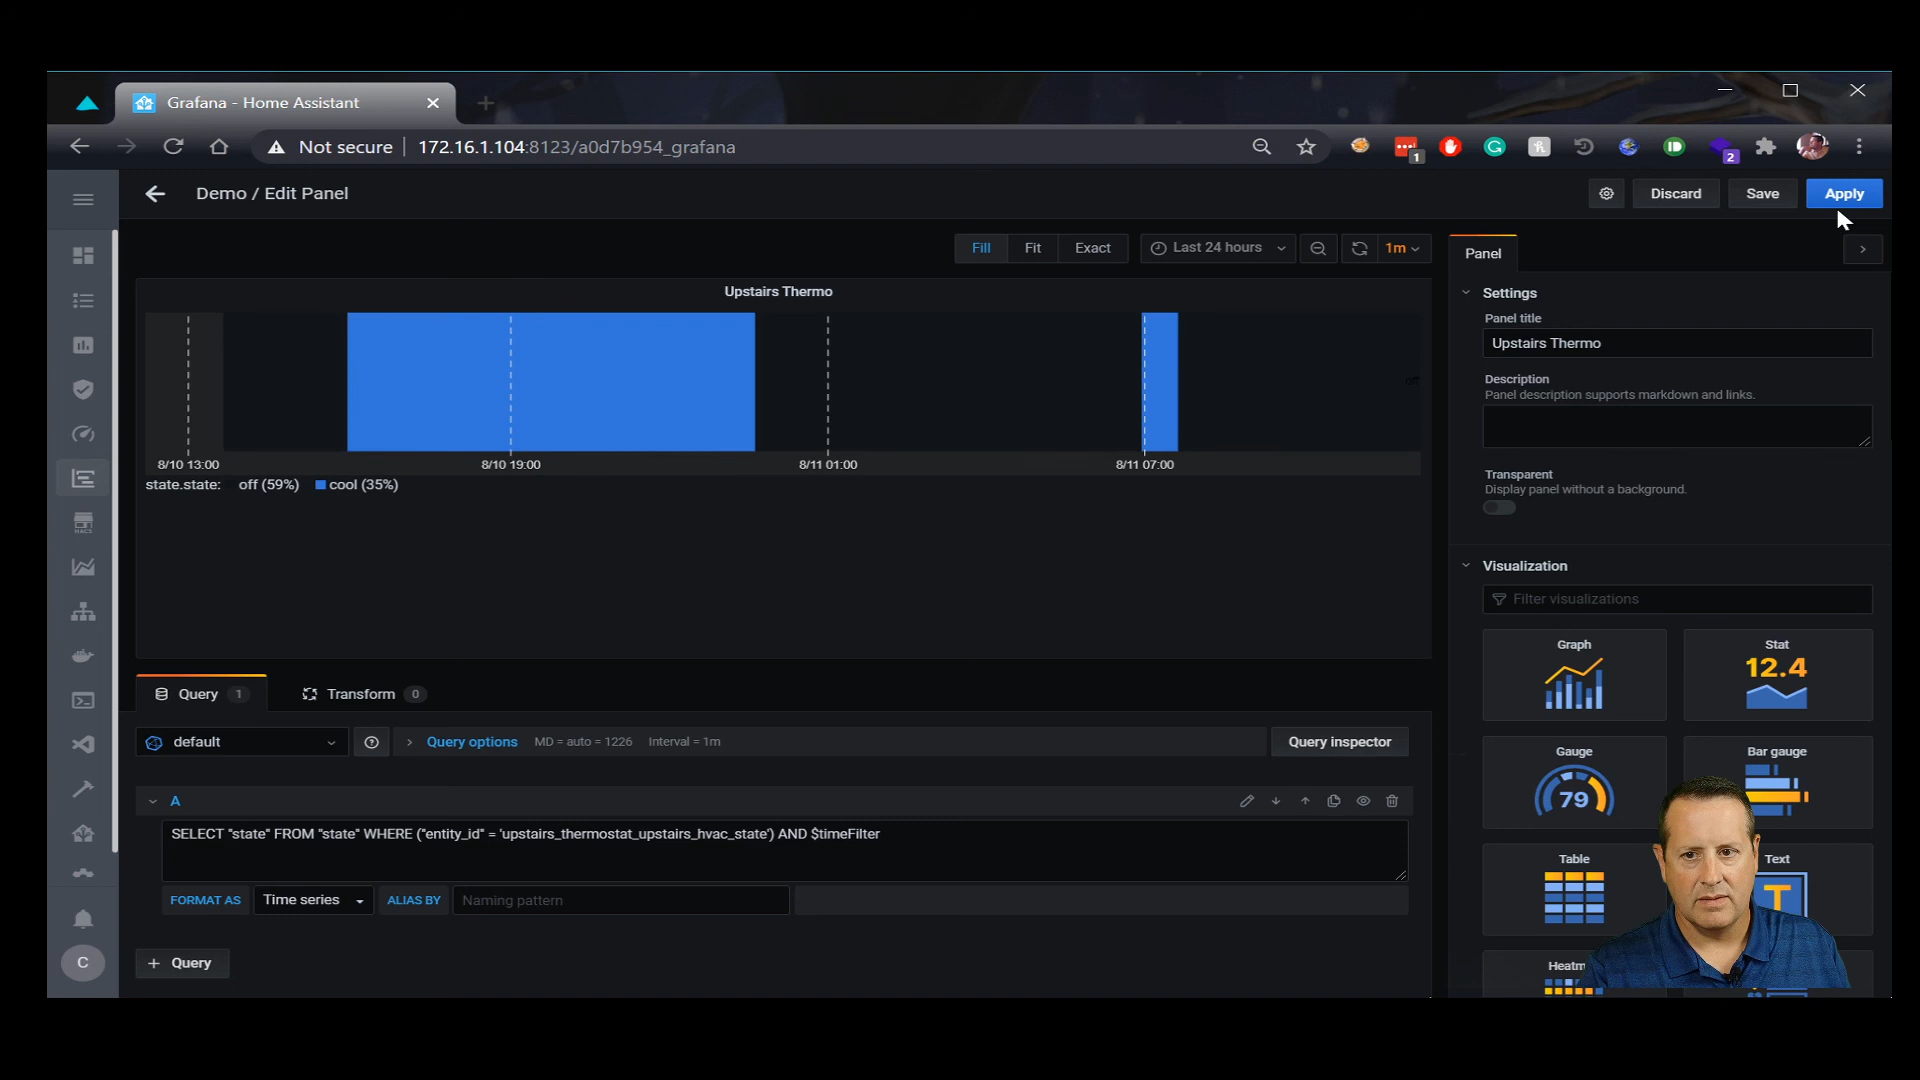 Grafana - Home Assistant
Not secure
172.16.1.104:8123/a0d7b954_grafana
1
2
Demo / Edit Panel
Discard
Save
Apply
Fill
Fit
Exact
Last 24 hours
1m
Panel
Upstairs Thermo
Settings
Panel title
Upstairs Thermo
Description
Panel description supports markdown and links.
off
8/10 13:00
8/10 19:00
8/11 01:00
8/11 07:00
state.state: off (59%) cool (35%)
Transparent
Display panel without a background.
HACS
Visualization
Filter visualizations
Graph
Stat
12.4
Query 1
Transform 0
default
Query options
MD = auto = 1226
Interval = 1m
Query inspector
Gauge
79
Bar gauge
A
SELECT "state" FROM "state" WHERE ("entity_id" = 'upstairs_thermostat_upstairs_hvac_state') AND $timeFilter
FORMAT AS
Time series
ALIAS BY
Naming pattern
Table
Text
T
+ Query
C